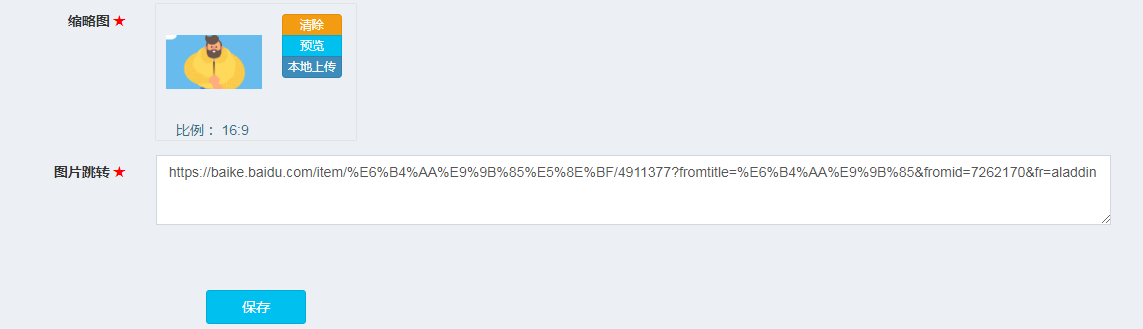 缩略图 ★
清除
预览
本地上传
比例： 16:9
图片跳转 ★
https://baike.baidu.com/item/%E6%B4%AA%E9%9B%85%E5%8E%BF/4911377?fromtitle=%E6%B4%AA%E9%9B%85&fromid=7262170&fr=aladdin
保存